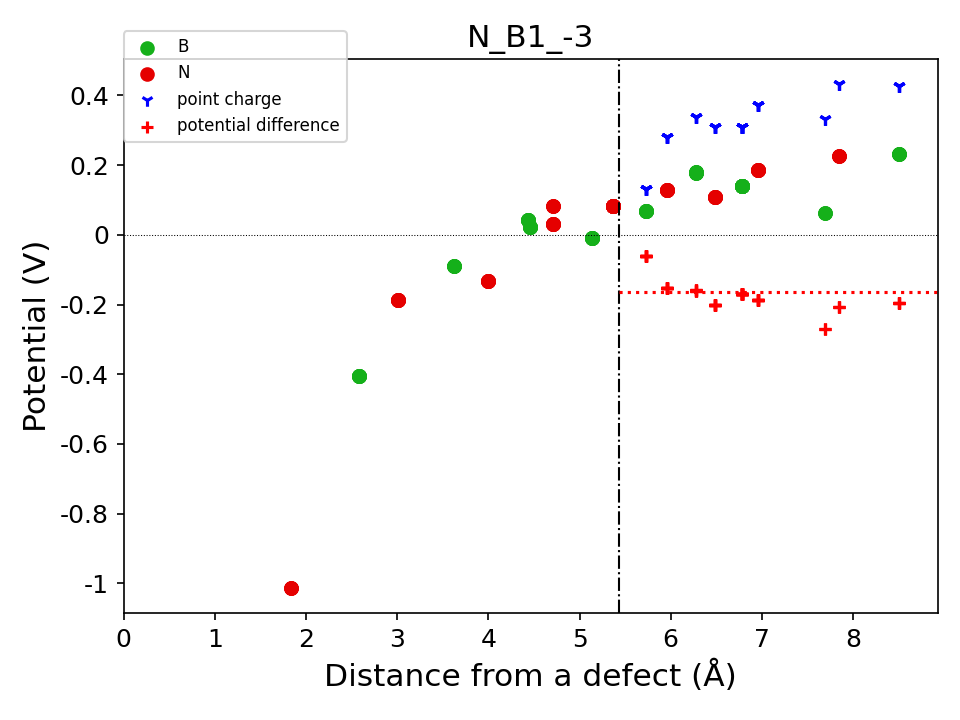 N_B1_-3
B
N
point charge
potential difference
0.4
0.2
0
-0.2
-0.4
-0.6
-0.8
-1
Potential (V)
0 1 2 3 4 5 6 7 8
Distance from a defect (Å)